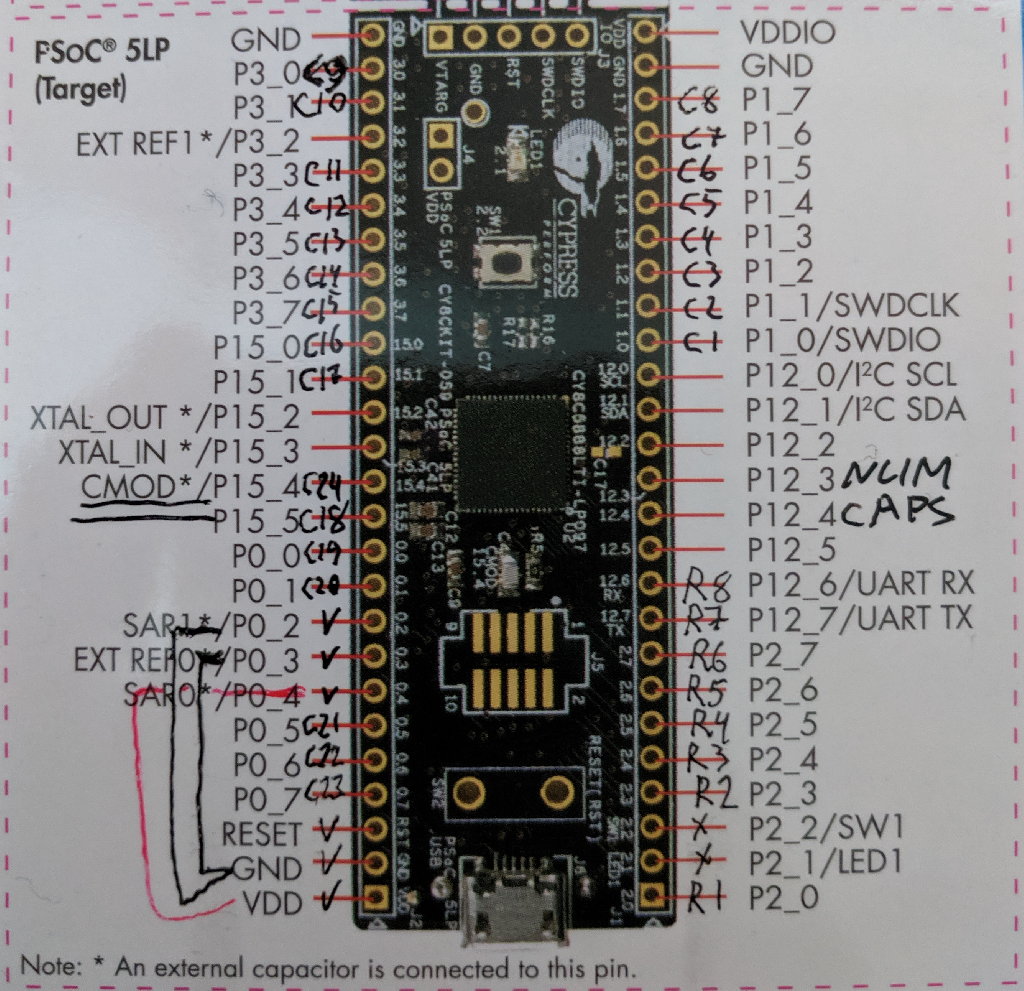 PSoC® 5LP
(Target)
GND
P3_0 C9
P3_1 C10
EXT REF1*/P3_2
P3_3 C11
P3_4 C12
P3_5 C13
P3_6 C14
P3_7 C15
P15_0 C16
P15_1 C17
XTAL_OUT */P15_2
XTAL_IN */P15_3
CMOD*/P15_4 C24
P15_5 C18
P0_0 C19
P0_1 C20
SAR1*/P0_2 V
EXT REF0*/P0_3 V
SAR0*/P0_4 V
P0_5 C21
P0_6 C22
P0_7 C23
RESET V
GND V
VDD V
GND
3.0
3.1
3.2
3.3
3.4
3.5
3.6
3.7
15.0
15.1
15.2
15.3
15.4
15.5
0.0
0.1
0.2
0.3
0.4
0.5
0.6
0.7
RST
GND
VDD
J2
VTARG
GND
RST
SWDCLK
SWDIO
J3
J4
VDD
LED1
2.1
SW1
2.2
CYPRESS
PERFORM
PSoC 5LP CY8CKIT-059 PSoC 5LP
R17
R16
C7
CY8C5888LTI-LP097
U2
C42
C41
C12
C13
C9
C17
R5
CMOD
15.4
9
1
10
2
J5
SW2
RESET(RST)
PSoC 5LP
USB
J6
J1
VDD
IO
GND
1.7
1.6
1.5
1.4
1.3
1.2
1.1
1.0
12.0
SCL
12.1
SDA
12.2
12.3
12.4
12.5
12.6
RX
12.7
TX
2.7
2.6
2.5
2.4
2.3
2.2
SW
2.1
LED1
2.0
VDDIO
GND
C8 P1_7
C7 P1_6
C6 P1_5
C5 P1_4
C4 P1_3
C3 P1_2
C2 P1_1/SWDCLK
C1 P1_0/SWDIO
P12_0/I²C SCL
P12_1/I²C SDA
P12_2
P12_3 NUM
P12_4 CAPS
P12_5
R8 P12_6/UART RX
R7 P12_7/UART TX
R6 P2_7
R5 P2_6
R4 P2_5
R3 P2_4
R2 P2_3
X P2_2/SW1
X P2_1/LED1
R1 P2_0
Note: * An external capacitor is connected to this pin.